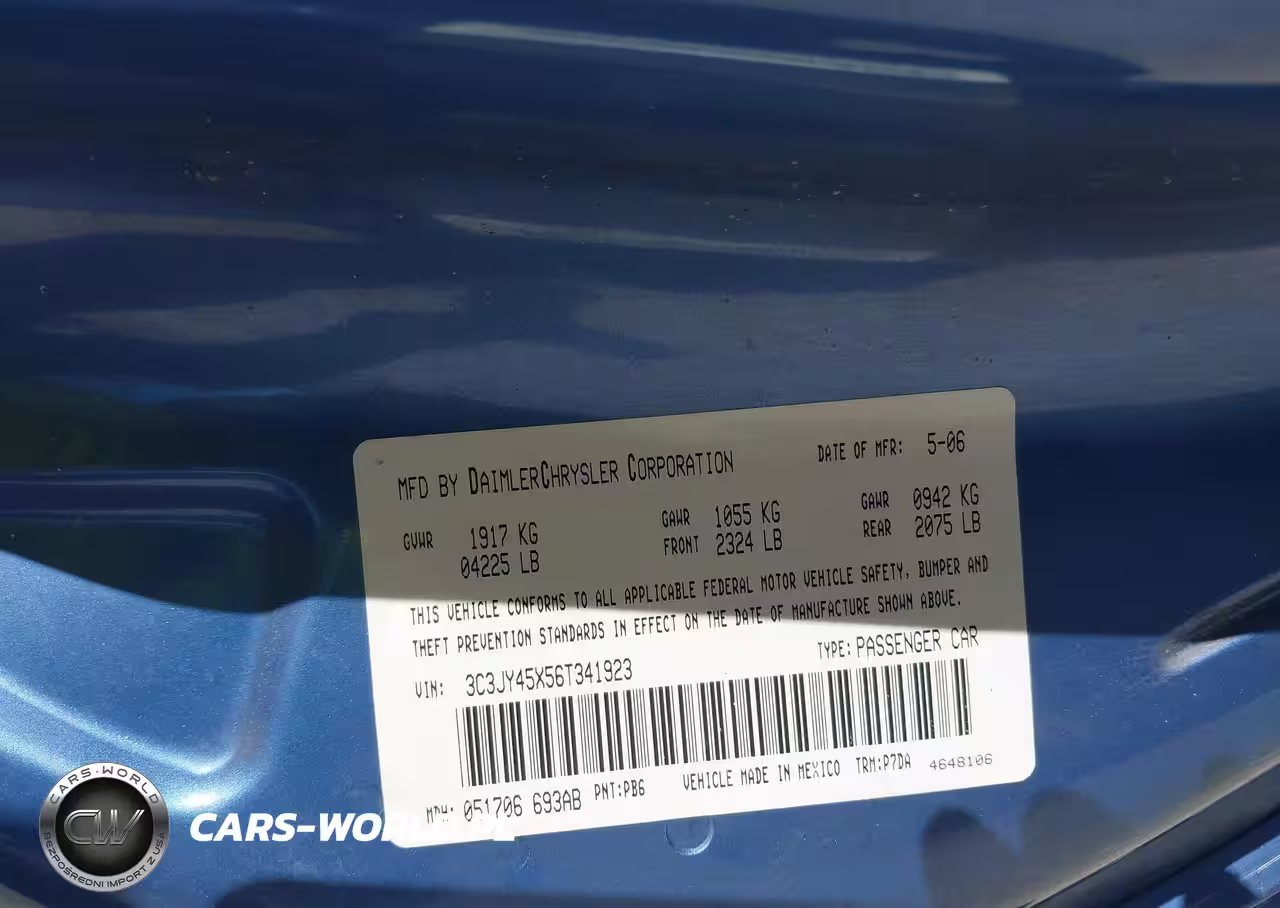 MFD BY DAIMLERCHRYSLER CORPORATION DATE OF MFR: 5-06
GVWR 1917 KG GAWR 1055 KG GAWR 0942 KG
04225 LB FRONT 2324 LB REAR 2075 LB
THIS VEHICLE CONFORMS TO ALL APPLICABLE FEDERAL MOTOR VEHICLE SAFETY, BUMPER AND
THEFT PREVENTION STANDARDS IN EFFECT ON THE DATE OF MANUFACTURE SHOWN ABOVE.
VIN: 3C3JY45X56T341923 TYPE: PASSENGER CAR
MDH: 051706 693AB PNT:PB6 VEHICLE MADE IN MEXICO TRM:P7DA 4648106
CARS-WORLD
CW
BEZPOŚREDNI IMPORT Z USA
CARS-WORLD.PL